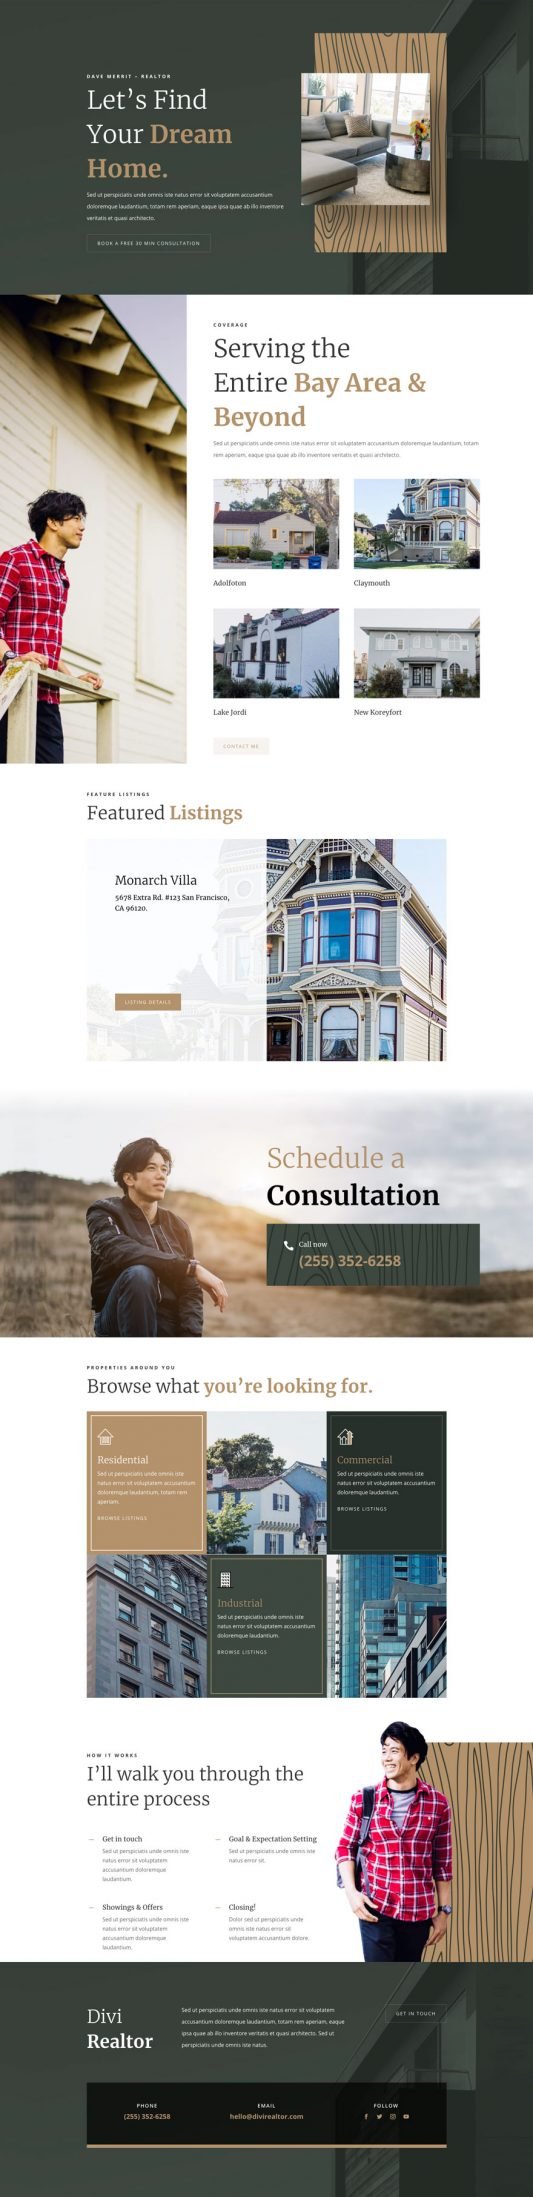 DAVE MERRIT - REALTOR
Let's Find
Your Dream
Home.
Sed ut perspiciatis unde omnis iste natus error sit voluptatem accusantium
doloremque laudantium, totam rem aperiam, eaque ipsa quae ab illo inventore
veritatis et quasi architecto.
BOOK A FREE 30 MIN CONSULTATION
COVERAGE
Serving the
Entire Bay Area &
Beyond
Sed ut perspiciatis unde omnis iste natus error sit voluptatem accusantium doloremque laudantium, totam
rem aperiam, eaque ipsa quae ab illo inventore veritatis et quasi architecto.
Adolfoton
Claymouth
Lake Jordi
New Koreyfort
CONTACT ME
FEATURE LISTINGS
Featured Listings
Monarch Villa
5678 Extra Rd. #123 San Francisco,
CA 96120.
LISTING DETAILS
Schedule a
Consultation
Call now
(255) 352-6258
PROPERTIES AROUND YOU
Browse what you're looking for.
Residential
Sed ut perspiciatis unde omnis iste
natus error sit voluptatem accusantium
doloremque laudantium, totam rem
aperiam.
BROWSE LISTINGS
Commercial
Sed ut perspiciatis unde omnis iste
natus error sit voluptatem accusantium
doloremque laudantium.
BROWSE LISTINGS
Industrial
Sed ut perspiciatis unde omnis iste
natus error sit voluptatem accusantium
doloremque laudantium.
BROWSE LISTINGS
HOW IT WORKS
I'll walk you through the
entire process
Get in touch
Sed ut perspiciatis unde omnis iste
natus error sit voluptatem
accusantium doloremque
laudantium.
Goal & Expectation Setting
Sed ut perspiciatis unde omnis iste
natus error sit.
Showings & Offers
Sed ut perspiciatis unde omnis iste
natus error sit voluptatem
accusantium doloremque
laudantium.
Closing!
Dolor sed ut perspiciatis unde
omnis iste natus error sit
voluptatem accusantium dolore.
Divi
Realtor
Sed ut perspiciatis unde omnis iste natus error sit voluptatem
accusantium doloremque laudantium, totam rem aperiam, eaque
ipsa quae ab illo inventore veritatis et quasi architecto. Sed ut
perspiciatis unde omnis iste natus.
GET IN TOUCH
PHONE
(255) 352-6258
EMAIL
hello@divirealtor.com
FOLLOW